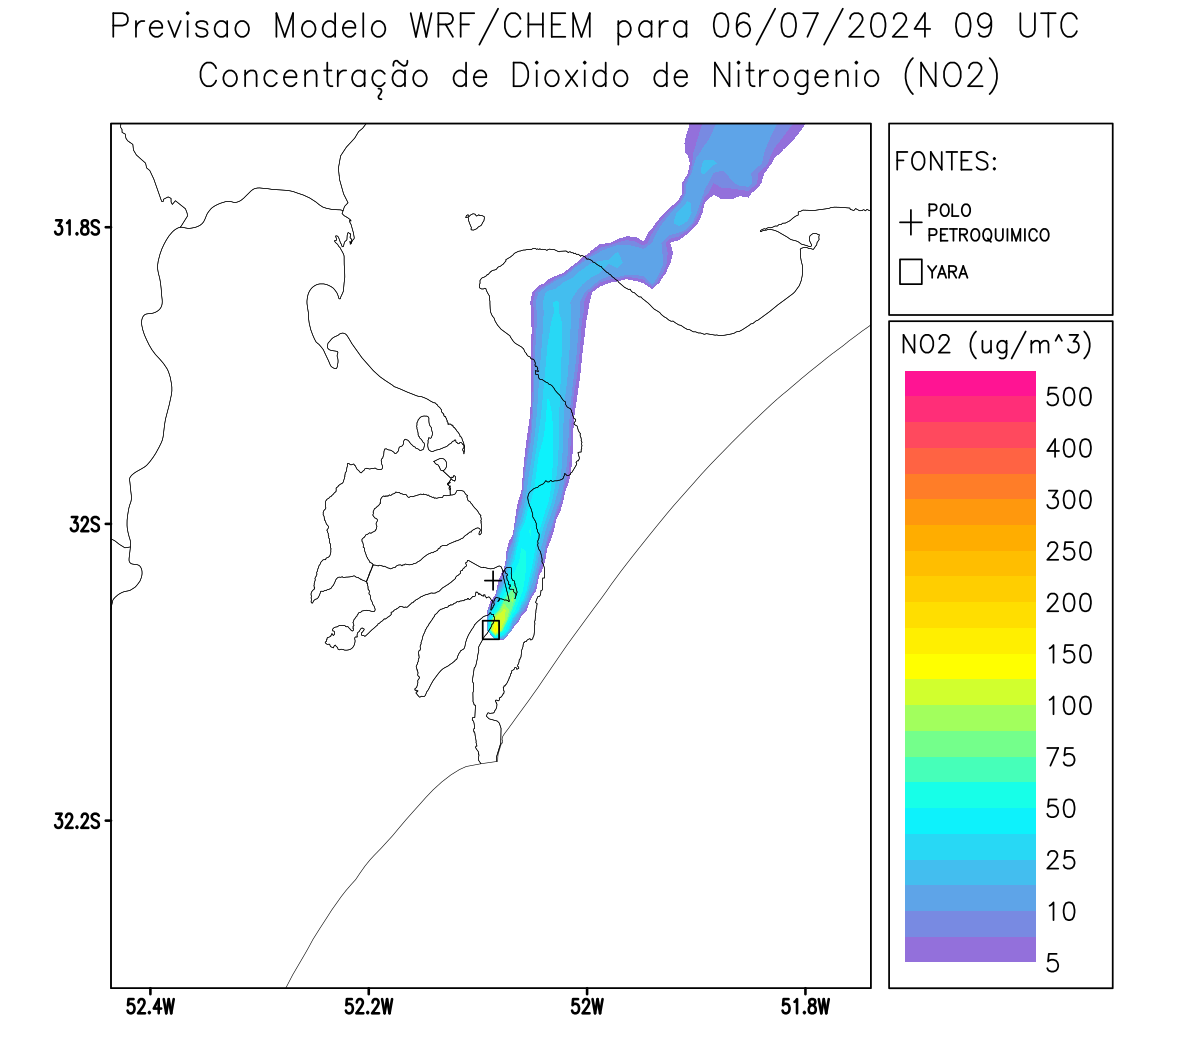 Previsao Modelo WRF/CHEM para 06/07/2024 09 UTC
Concentração de Dioxido de Nitrogenio (NO2)
FONTES:
POLO
PETROQUIMICO
YARA
31.8S
32S
32.2S
52.4W
52.2W
52W
51.8W
NO2 (ug/m^3)
500
400
300
250
200
150
100
75
50
25
10
5